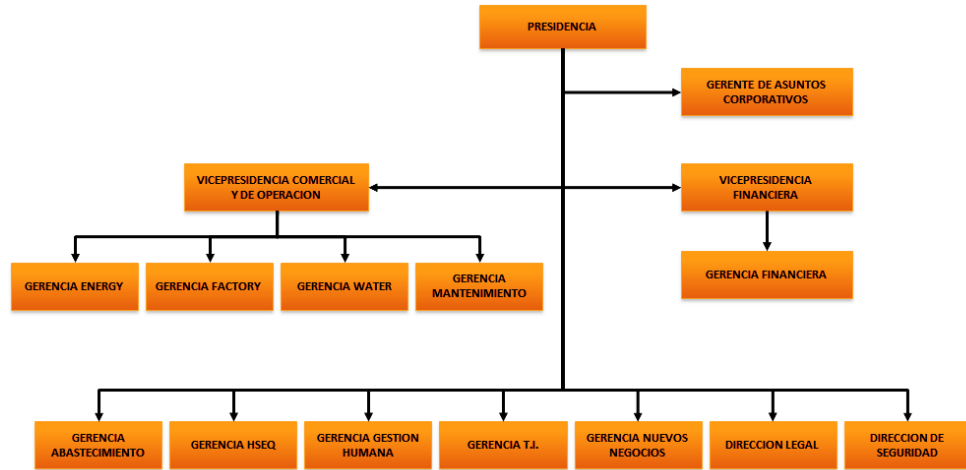 PRESIDENCIA
GERENTE DE ASUNTOS
CORPORATIVOS
VICEPRESIDENCIA COMERCIAL
Y DE OPERACION
VICEPRESIDENCIA
FINANCIERA
GERENCIA ENERGY
GERENCIA FACTORY
GERENCIA WATER
GERENCIA
MANTENIMIENTO
GERENCIA FINANCIERA
GERENCIA
ABASTECIMIENTO
GERENCIA HSEQ
GERENCIA GESTION
HUMANA
GERENCIA T.I.
GERENCIA NUEVOS
NEGOCIOS
DIRECCION LEGAL
DIRECCION DE
SEGURIDAD